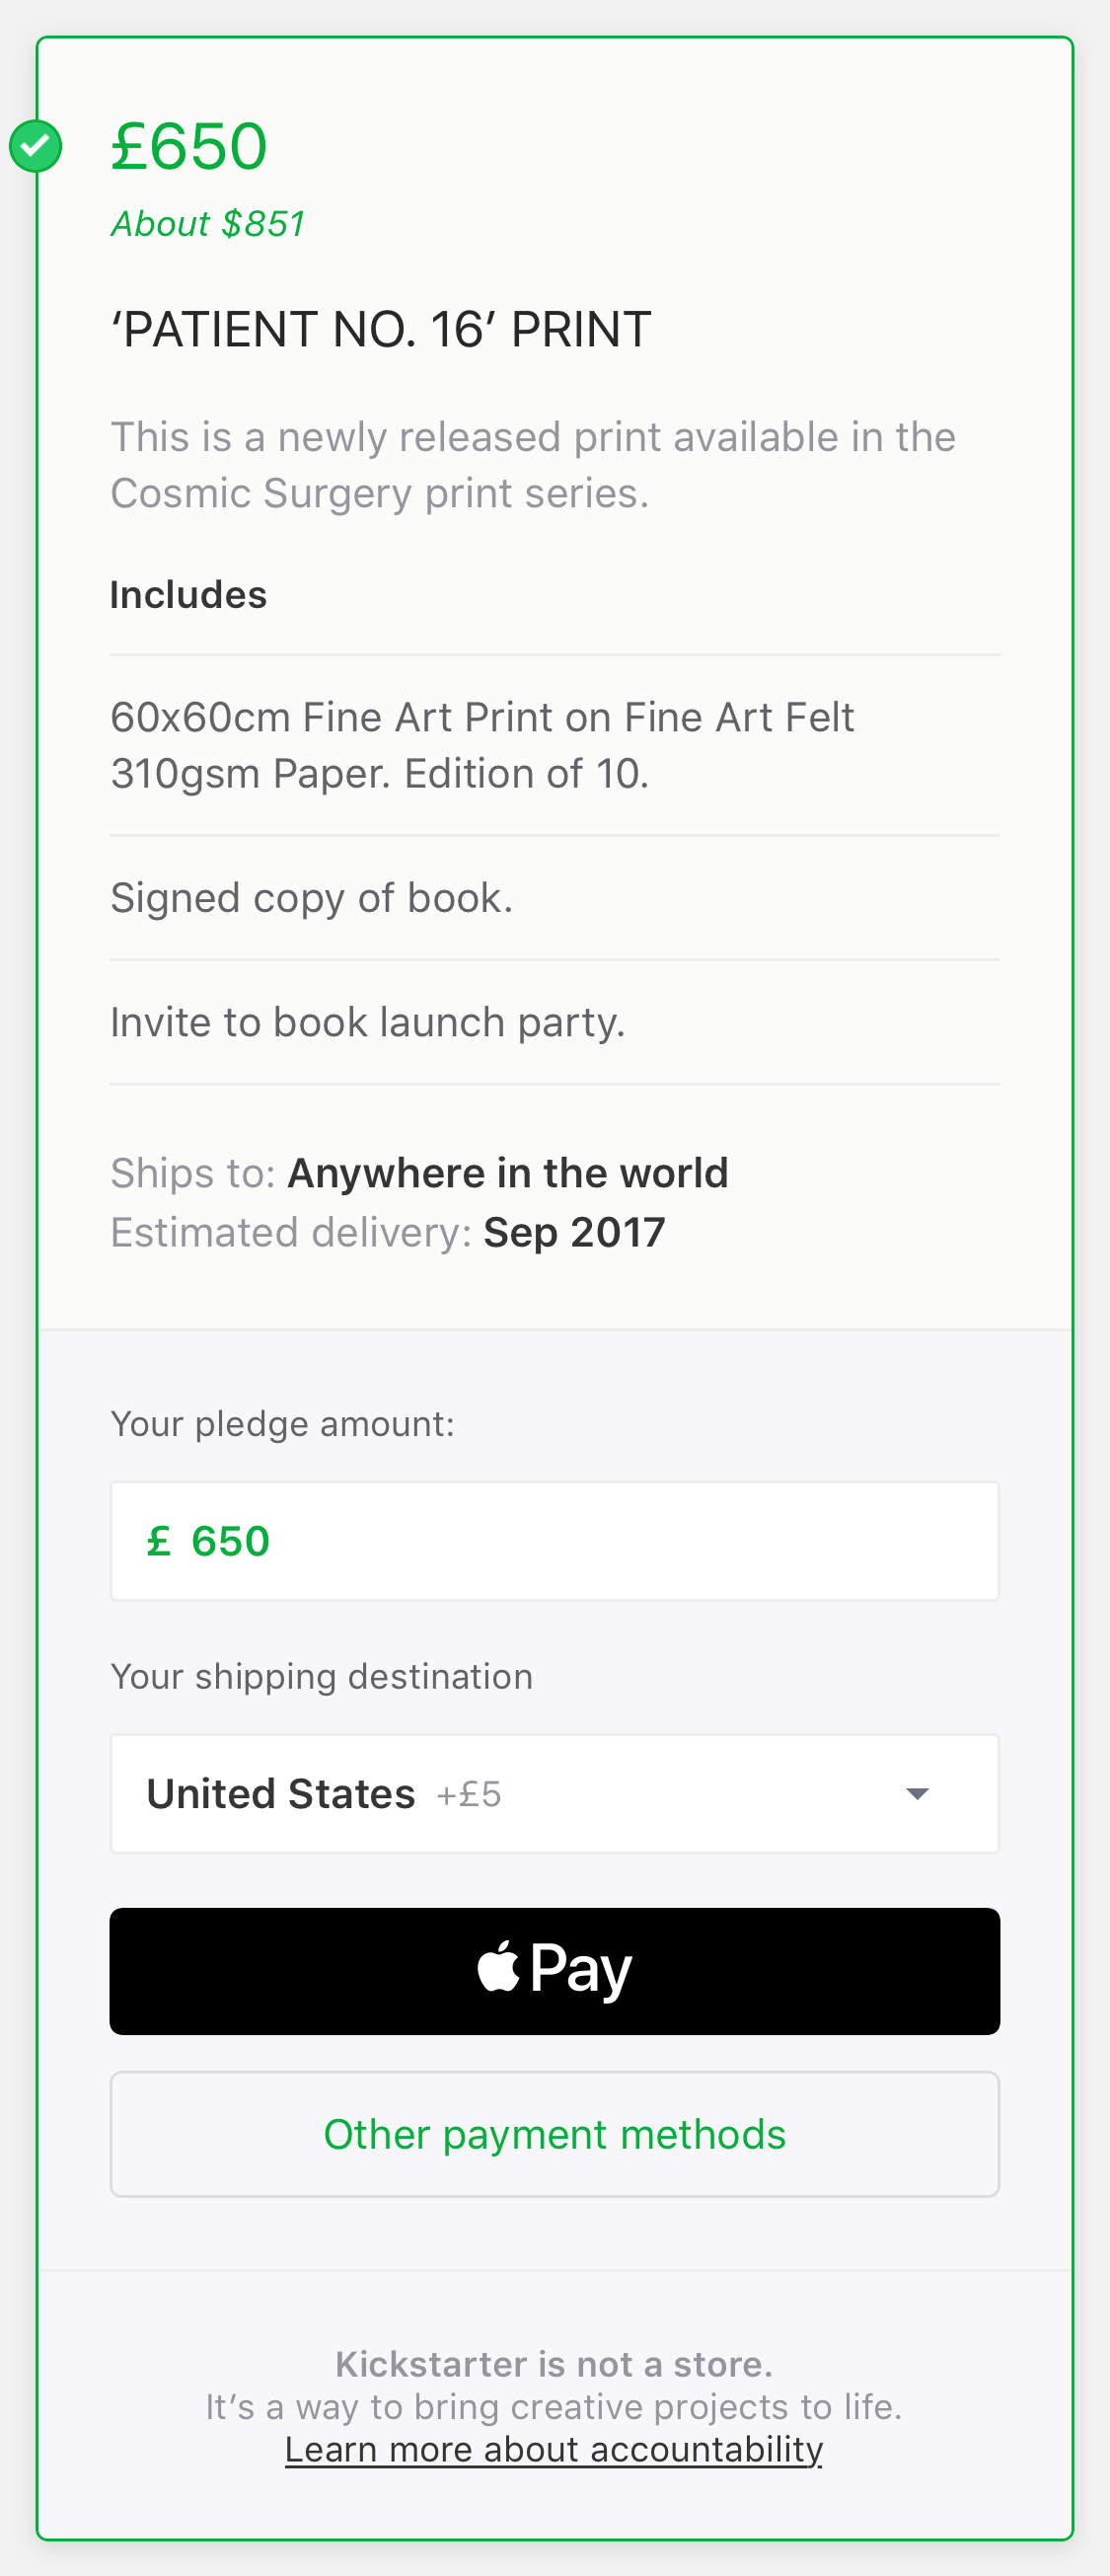 £650
About $851
‘PATIENT NO. 16’ PRINT
This is a newly released print available in the
Cosmic Surgery print series.
Includes
60x60cm Fine Art Print on Fine Art Felt
310gsm Paper. Edition of 10.
Signed copy of book.
Invite to book launch party.
Ships to: Anywhere in the world
Estimated delivery: Sep 2017
Your pledge amount:
£ 650
Your shipping destination
United States +£5
Pay
Other payment methods
Kickstarter is not a store.
It’s a way to bring creative projects to life.
Learn more about accountability